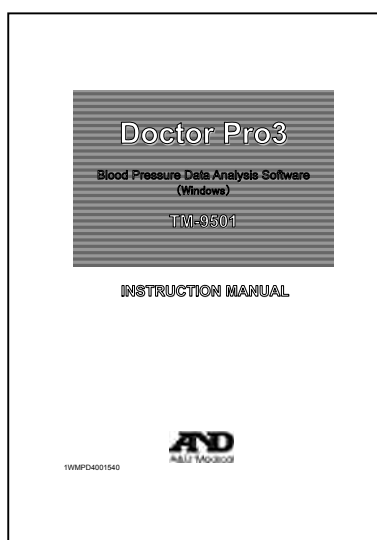 Doctor Pro3
Blood Pressure Data Analysis Software
(Windows)
TM-9501
INSTRUCTION MANUAL
AND
A&D Medical
1WMPD4001540